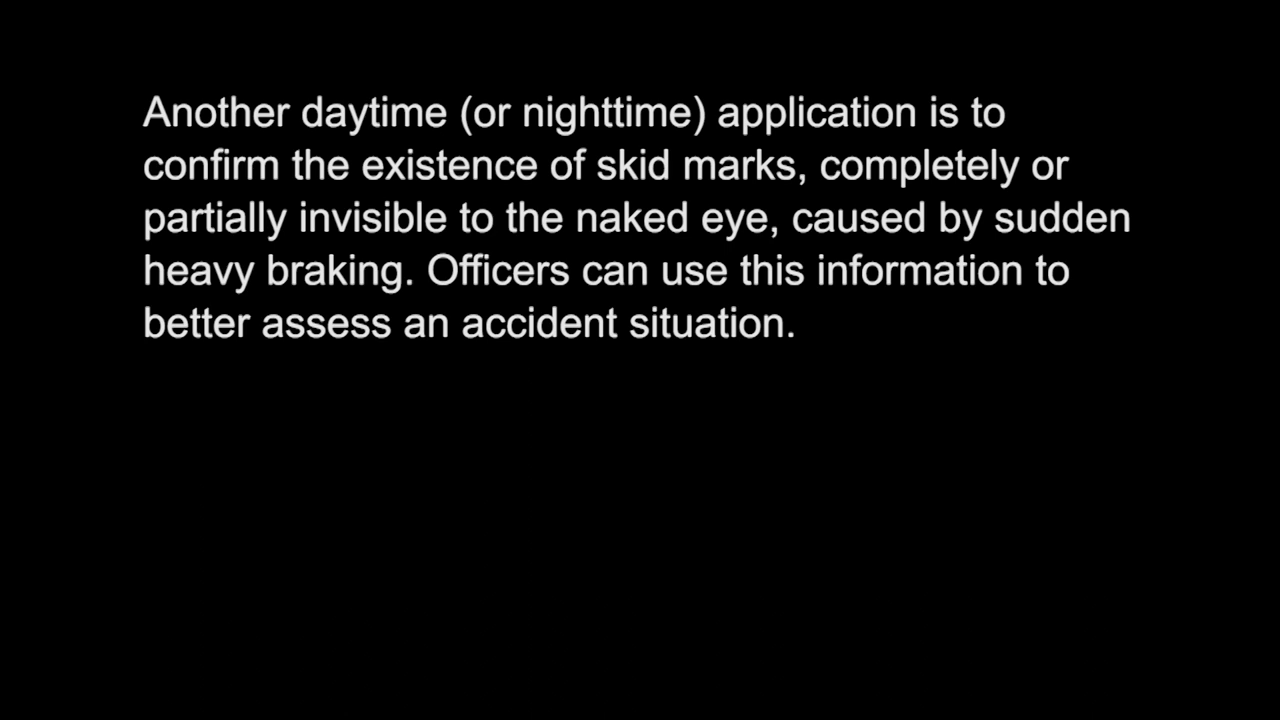 Another daytime (or nighttime) application is to
confirm the existence of skid marks, completely or
partially invisible to the naked eye, caused by sudden
heavy braking. Officers can use this information to
better assess an accident situation.